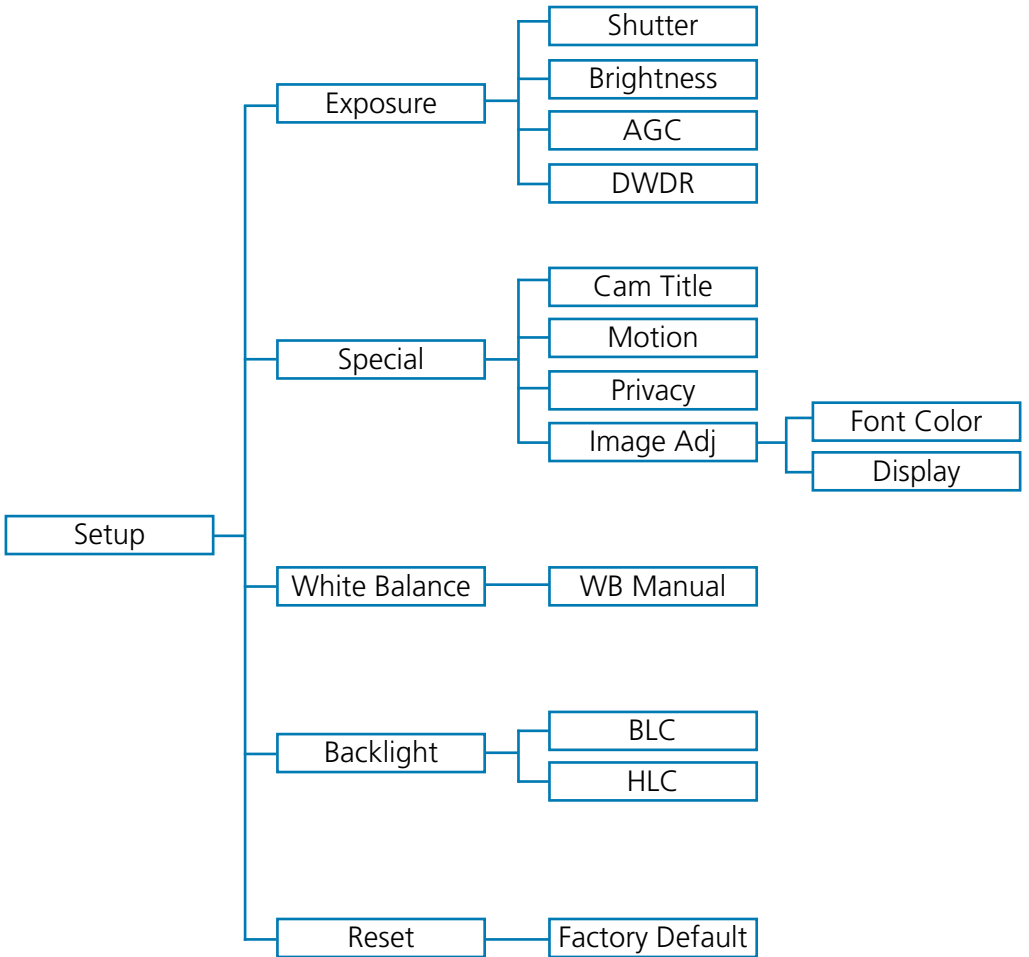 Shutter
Brightness
Exposure
AGC
DWDR
Cam Title
Motion
Special
Privacy
Image Adj
Font Color
Display
Setup
White Balance
WB Manual
BLC
Backlight
HLC
Reset
Factory Default